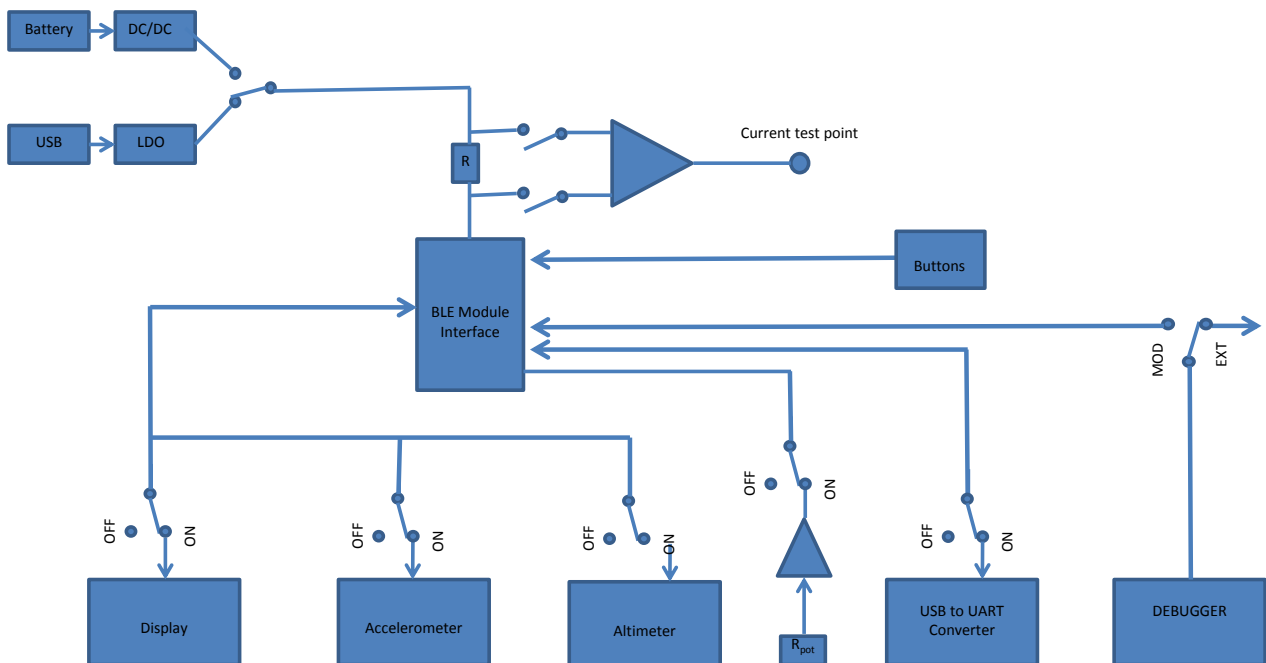 Battery
DC/DC
USB
LDO
R
Current test point
Buttons
BLE Module
Interface
MOD
EXT
OFF
ON
OFF
ON
OFF
ON
OFF
ON
OFF
ON
Display
Accelerometer
Altimeter
Rpot
USB to UART
Converter
DEBUGGER